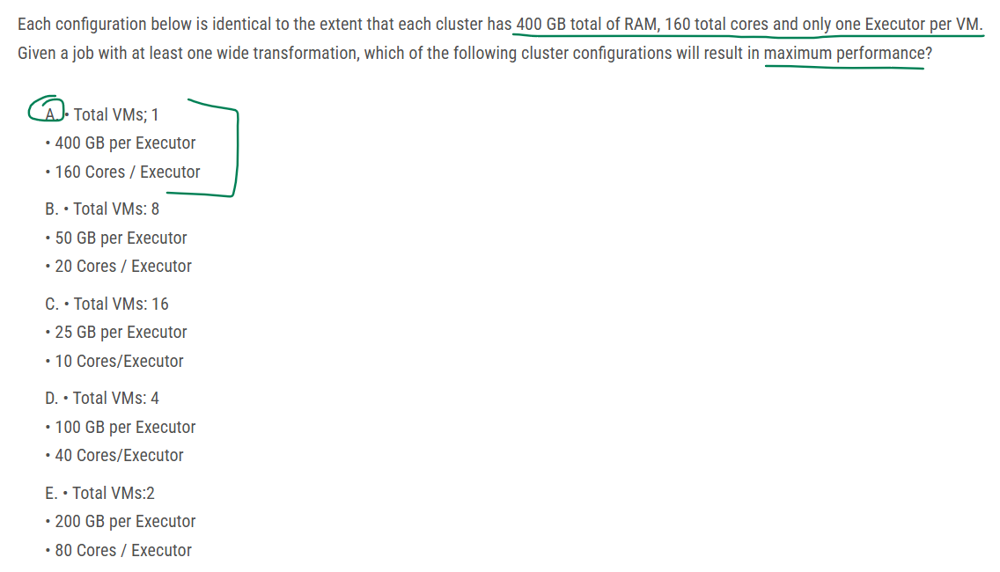 Each configuration below is identical to the extent that each cluster has 400 GB total of RAM, 160 total cores and only one Executor per VM.
Given a job with at least one wide transformation, which of the following cluster configurations will result in maximum performance?
A. • Total VMs; 1
• 400 GB per Executor
• 160 Cores / Executor
B. • Total VMs: 8
• 50 GB per Executor
• 20 Cores / Executor
C. • Total VMs: 16
• 25 GB per Executor
• 10 Cores/Executor
D. • Total VMs: 4
• 100 GB per Executor
• 40 Cores/Executor
E. • Total VMs:2
• 200 GB per Executor
• 80 Cores / Executor